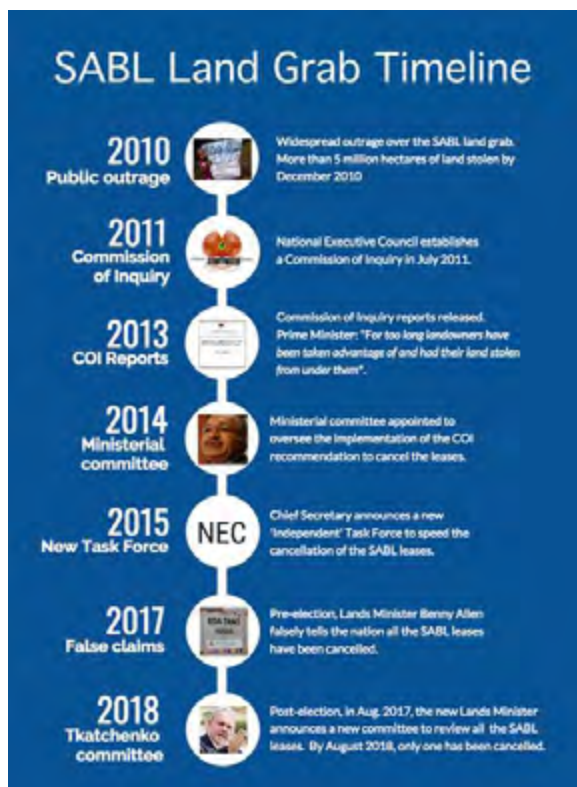 SABL Land Grab Timeline
2010
Public outrage
Widespread outrage over the SABL land grab.
More than 5 million hectares of land stolen by
December 2010
2011
Commission
of Inquiry
National Executive Council establishes
a Commission of Inquiry in July 2011.
2013
COI Reports
Commission of Inquiry reports released.
Prime Minister: "For too long landowners have
been taken advantage of and had their land stolen
from under them".
2014
Ministerial
committee
Ministerial committee appointed to
oversee the implementation of the COI
recommendation to cancel the leases.
2015
New Task Force
NEC
Chief Secretary announces a new
'Independent' Task Force to speed the
cancellation of the SABL leases.
2017
False claims
Pre-election, Lands Minister Benny Allen
falsely tells the nation all the SABL leases
have been cancelled.
2018
Tkatchenko
committee
Post-election, in Aug. 2017, the new Lands Minister
announces a new committee to review all the SABL
leases. By August 2018, only one has been cancelled.